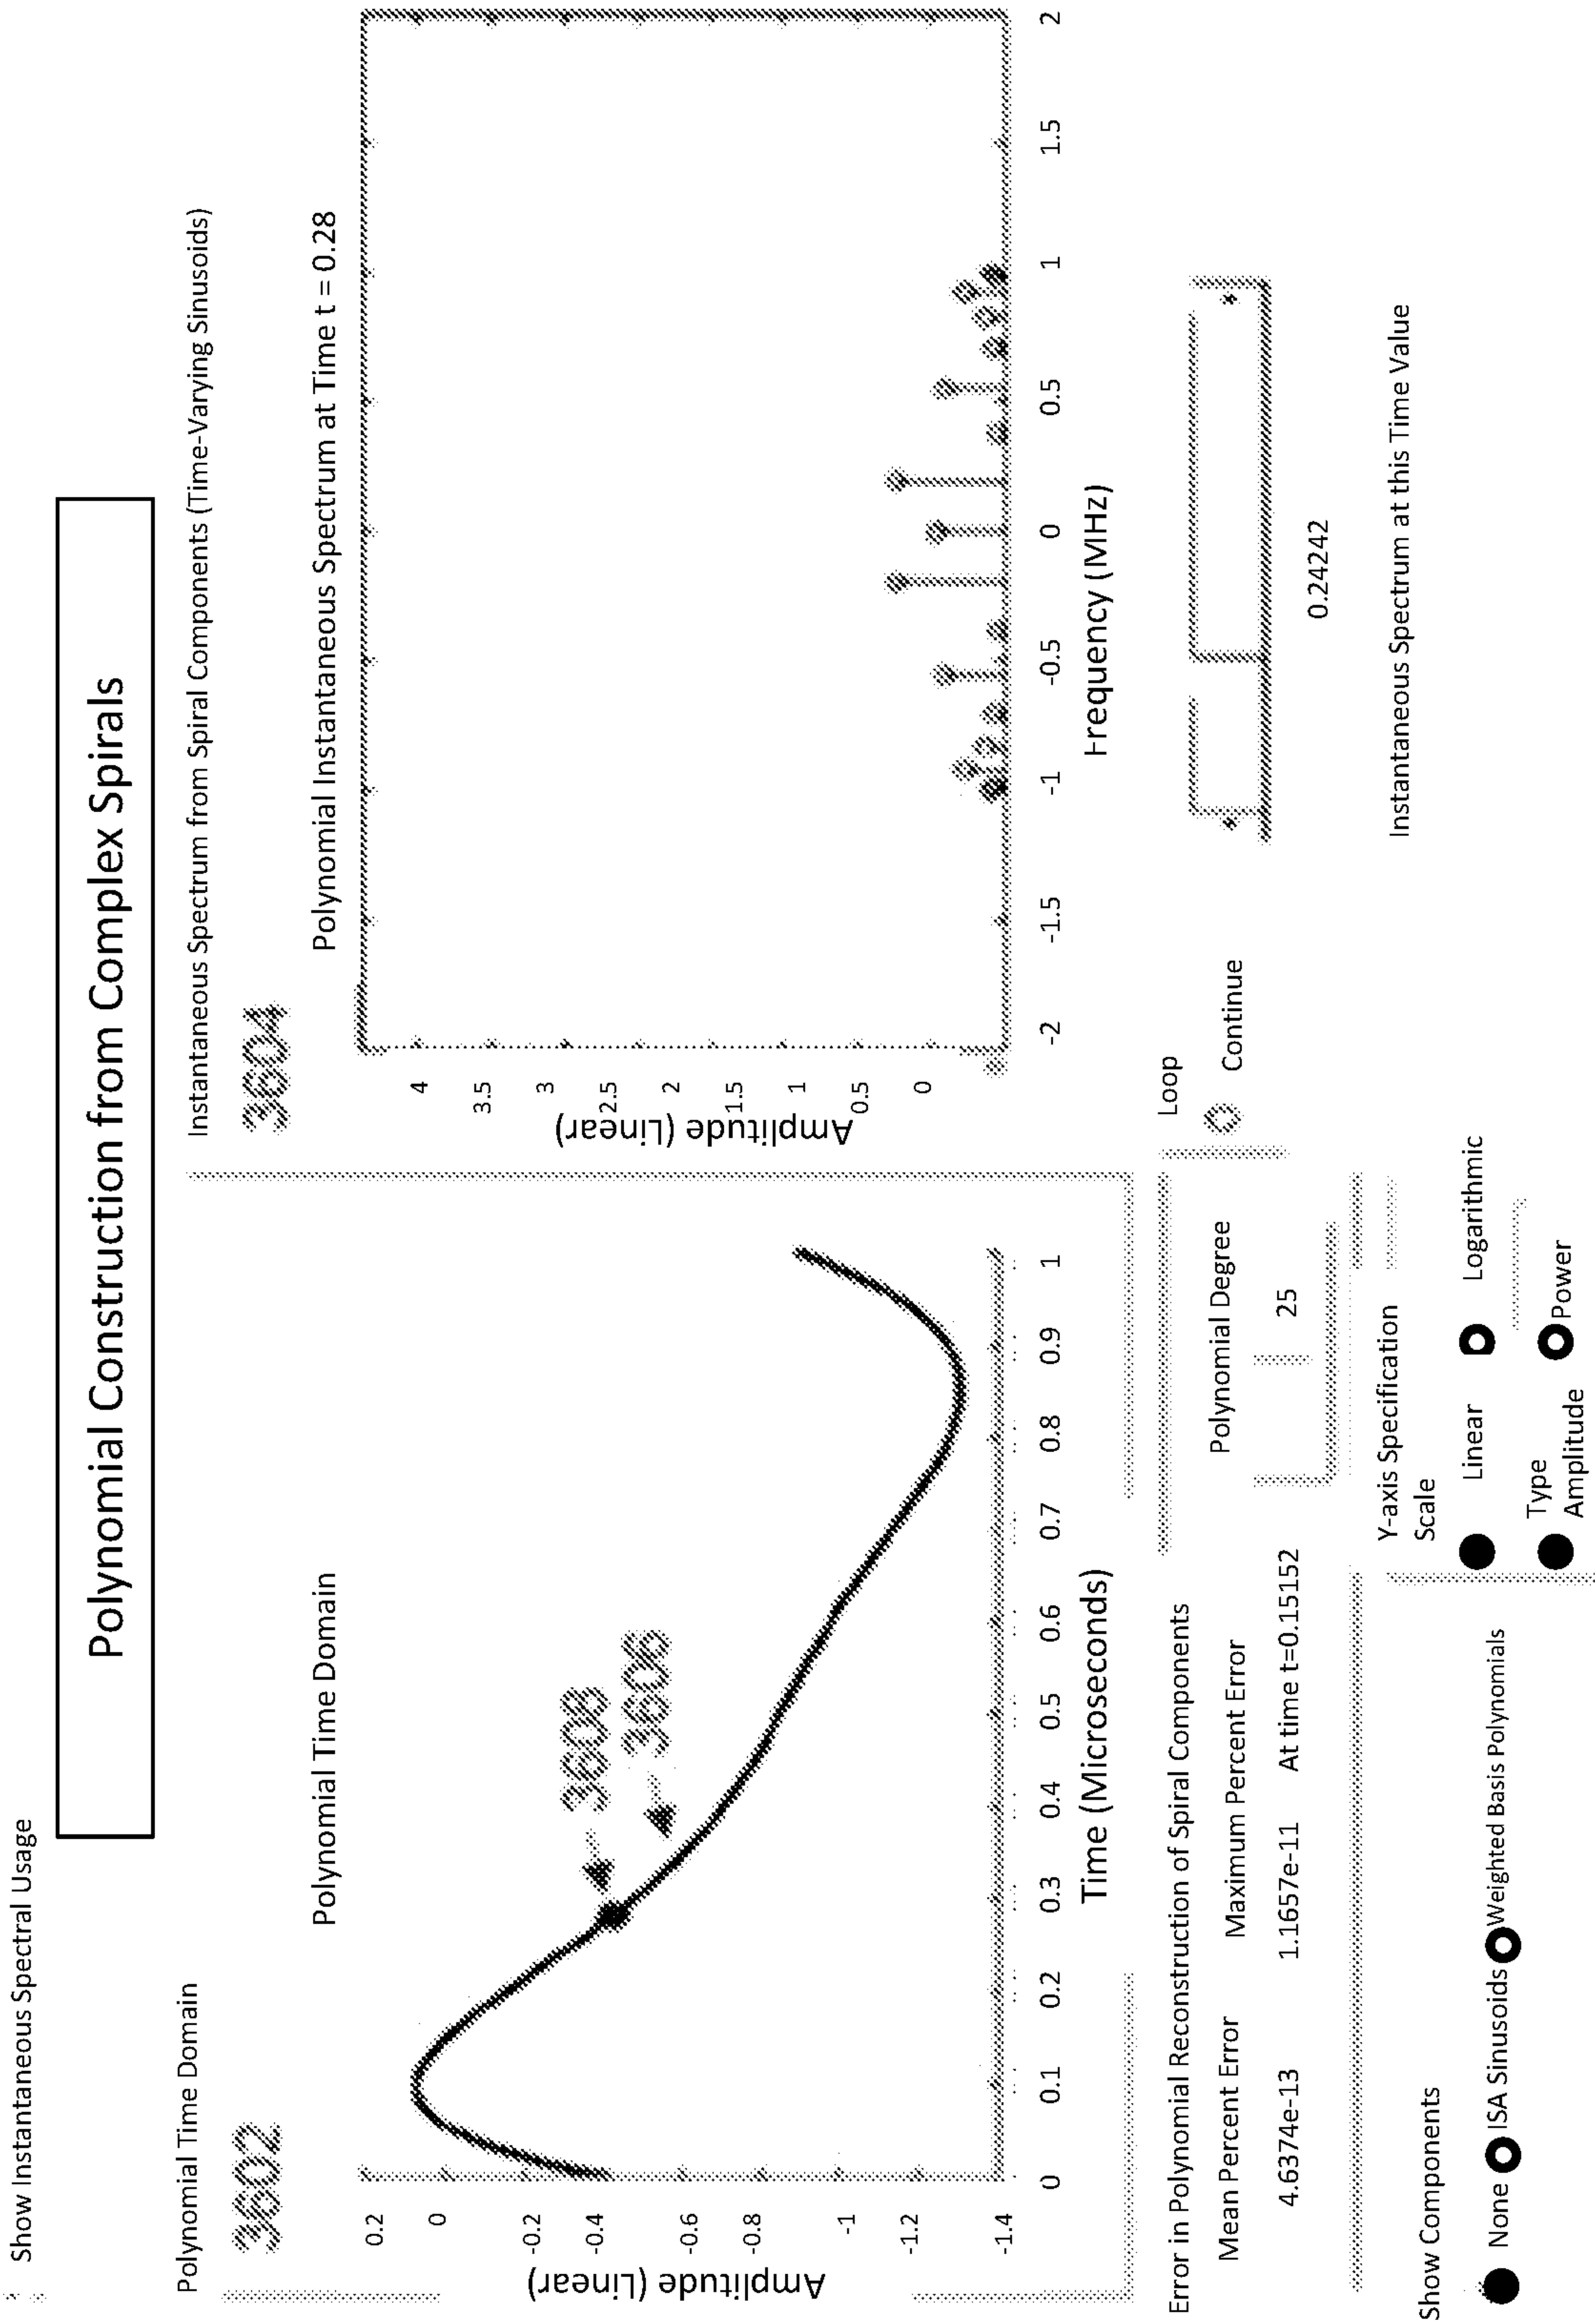 Show Instantaneous Spectral Usage
Polynomial Construction from Complex Spirals
Polynomial Time Domain
3602
Polynomial Time Domain
0.2
0
-0.2
-0.4
-0.6
-0.8
-1
-1.2
-1.4
Amplitude (Linear)
3608
3606
0 0.1 0.2 0.3 0.4 0.5 0.6 0.7 0.8 0.9 1
Time (Microseconds)
Instantaneous Spectrum from Spiral Components (Time-Varying Sinusoids)
3604
Polynomial Instantaneous Spectrum at Time t = 0.28
4
3.5
3
2.5
2
1.5
1
0.5
0
Amplitude (Linear)
-2 -1.5 -1 -0.5 0 0.5 1 1.5 2
Frequency (MHz)
0.24242
Instantaneous Spectrum at this Time Value
Error in Polynomial Reconstruction of Spiral Components
Mean Percent Error Maximum Percent Error
4.6374e-13 1.1657e-11 At time t=0.15152
Polynomial Degree
25
Loop
Continue
Show Components
None ISA Sinusoids Weighted Basis Polynomials
Y-axis Specification
Scale
Linear Logarithmic
Type
Amplitude Power